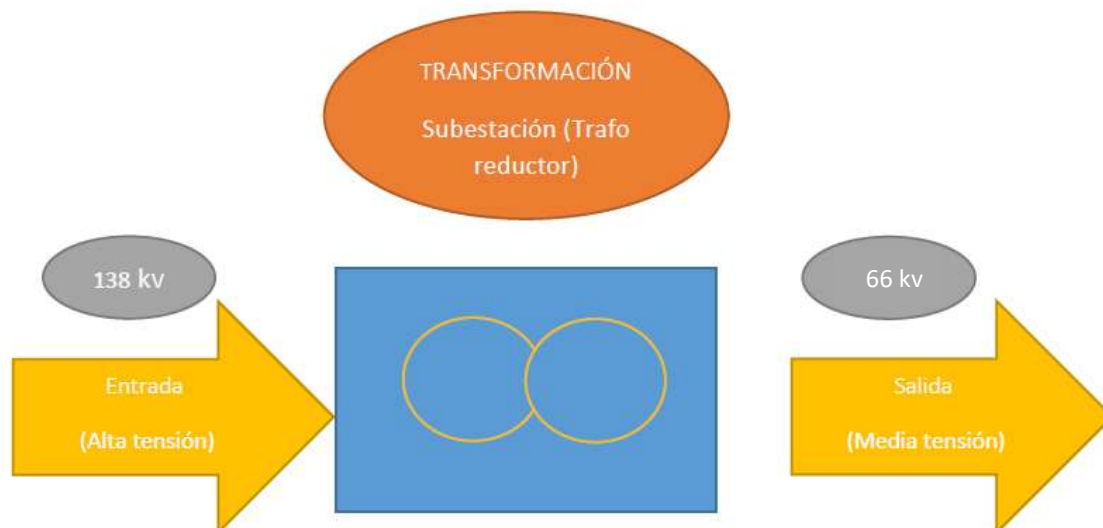 TRANSFORMACIÓN
Subestación (Trafo
reductor)
138 kv
66 kv
Entrada
(Alta tensión)
Salida
(Media tensión)